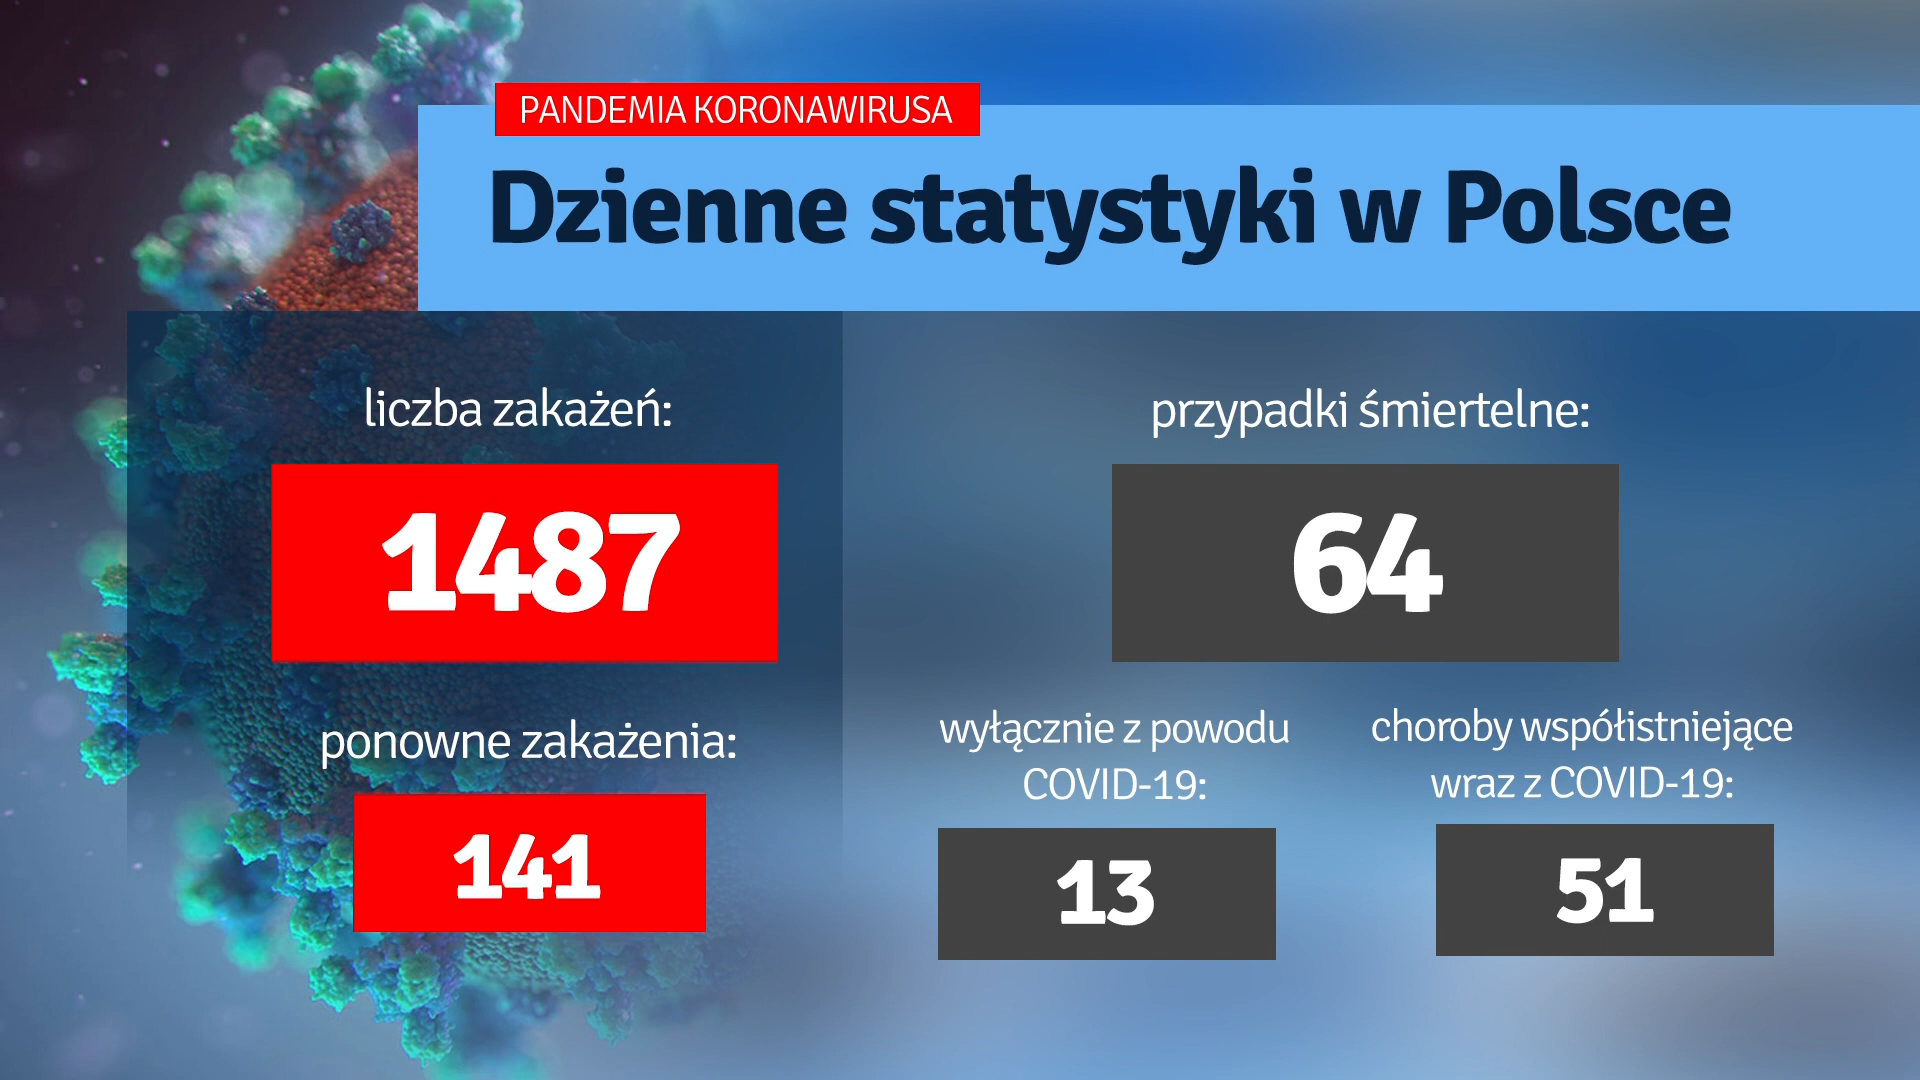 PANDEMIA KORONAWIRUSA
Dzienne statystyki w Polsce
liczba zakażeń:
1487
ponowne zakażenia:
141
przypadki śmiertelne:
64
wyłącznie z powodu
COVID-19:
13
choroby współistniejące
wraz z COVID-19:
51